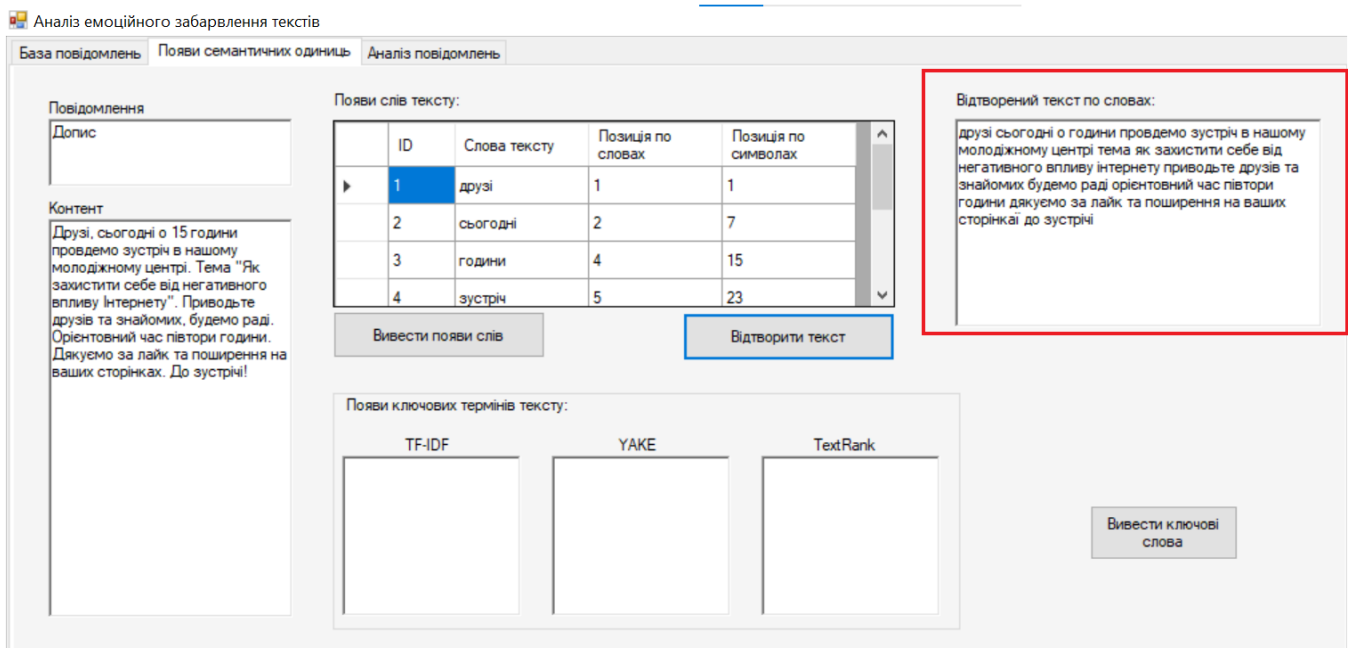 Аналіз емоційного забарвлення текстів
База повідомлень Появи семантичних одиниць Аналіз повідомлень
Повідомлення
Допис
Контент
Друзі, сьогодні о 15 години
провдемо зустріч в нашому
молодіжному центрі. Тема "Як
захистити себе від негативного
впливу Інтернету". Приводьте
друзів та знайомих, будемо раді.
Орієнтовний час півтори години.
Дякуємо за лайк та поширення на
ваших сторінках. До зустрічі!
Появи слів тексту:
ID Слова тексту Позиція по словах Позиція по символах
1 друзі 1 1
2 сьогодні 2 7
3 години 4 15
4 зустріч 5 23
Вивести появи слів Відтворити текст
Відтворений текст по словах:
друзі сьогодні о години провдемо зустріч в нашому
молодіжному центрі тема як захистити себе від
негативного впливу інтернету приводьте друзів та
знайомих будемо раді орієнтовний час півтори
години дякуємо за лайк та поширення на ваших
сторінкаї до зустрічі
Появи ключових термінів тексту:
TF-IDF YAKE TextRank
Вивести ключові
слова